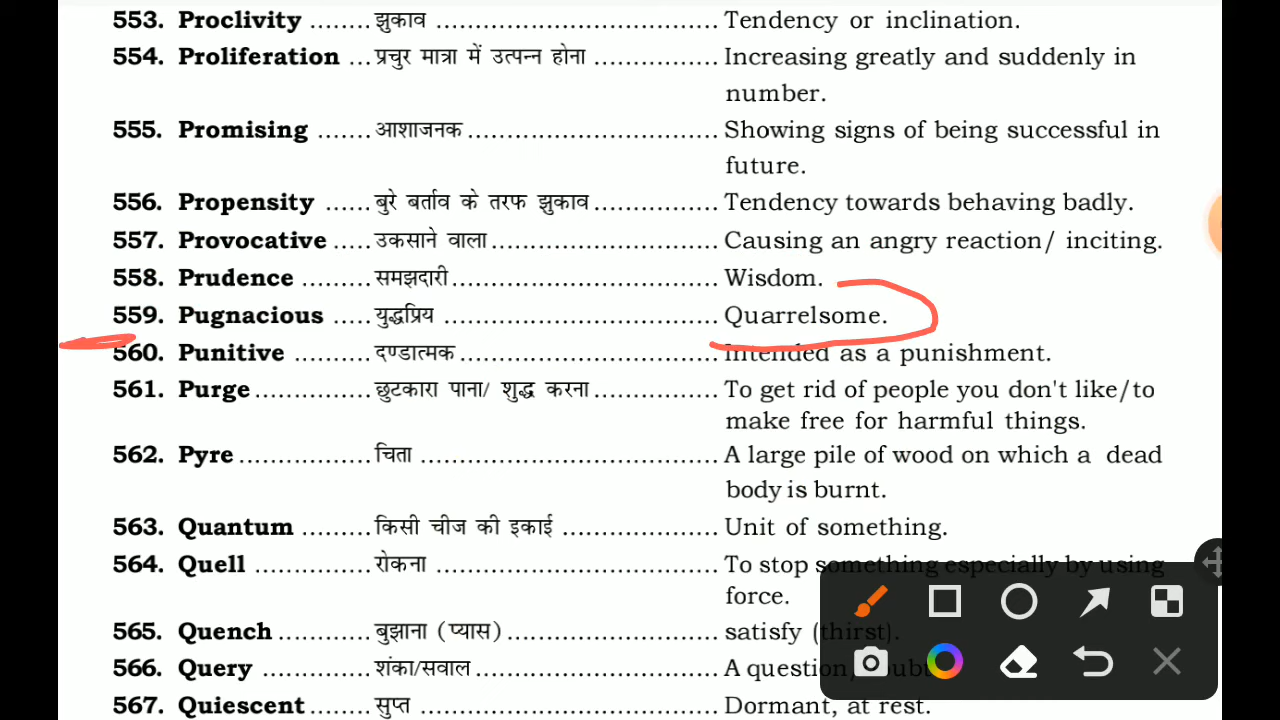 553. Proclivity ........ झुकाव .................................... Tendency or inclination.
554. Proliferation ... प्रचुर मात्रा में उत्पन्न होना ................ Increasing greatly and suddenly in
number.
555. Promising ....... आशाजनक ................................ Showing signs of being successful in
future.
556. Propensity ...... बुरे बर्ताव के तरफ झुकाव ................ Tendency towards behaving badly.
557. Provocative ..... उकसाने वाला ............................. Causing an angry reaction/ inciting.
558. Prudence ......... समझदारी .................................. Wisdom.
559. Pugnacious ..... युद्धप्रिय ................................... Quarrelsome.
560. Punitive .......... दण्डात्मक ................................. Intended as a punishment.
561. Purge ............... छुटकारा पाना/ शुद्ध करना ................ To get rid of people you don't like/to
make free for harmful things.
562. Pyre ................. चिता ...................................... A large pile of wood on which a dead
body is burnt.
563. Quantum ......... किसी चीज की इकाई .................... Unit of something.
564. Quell ............... रोकना .................................... To stop something especially by using
force.
565. Quench ............ बुझाना (प्यास) ........................... satisfy (thirst).
566. Query ............... शंका/सवाल ................................ A question,
567. Quiescent ........ सुप्त ...................................... Dormant, at rest.